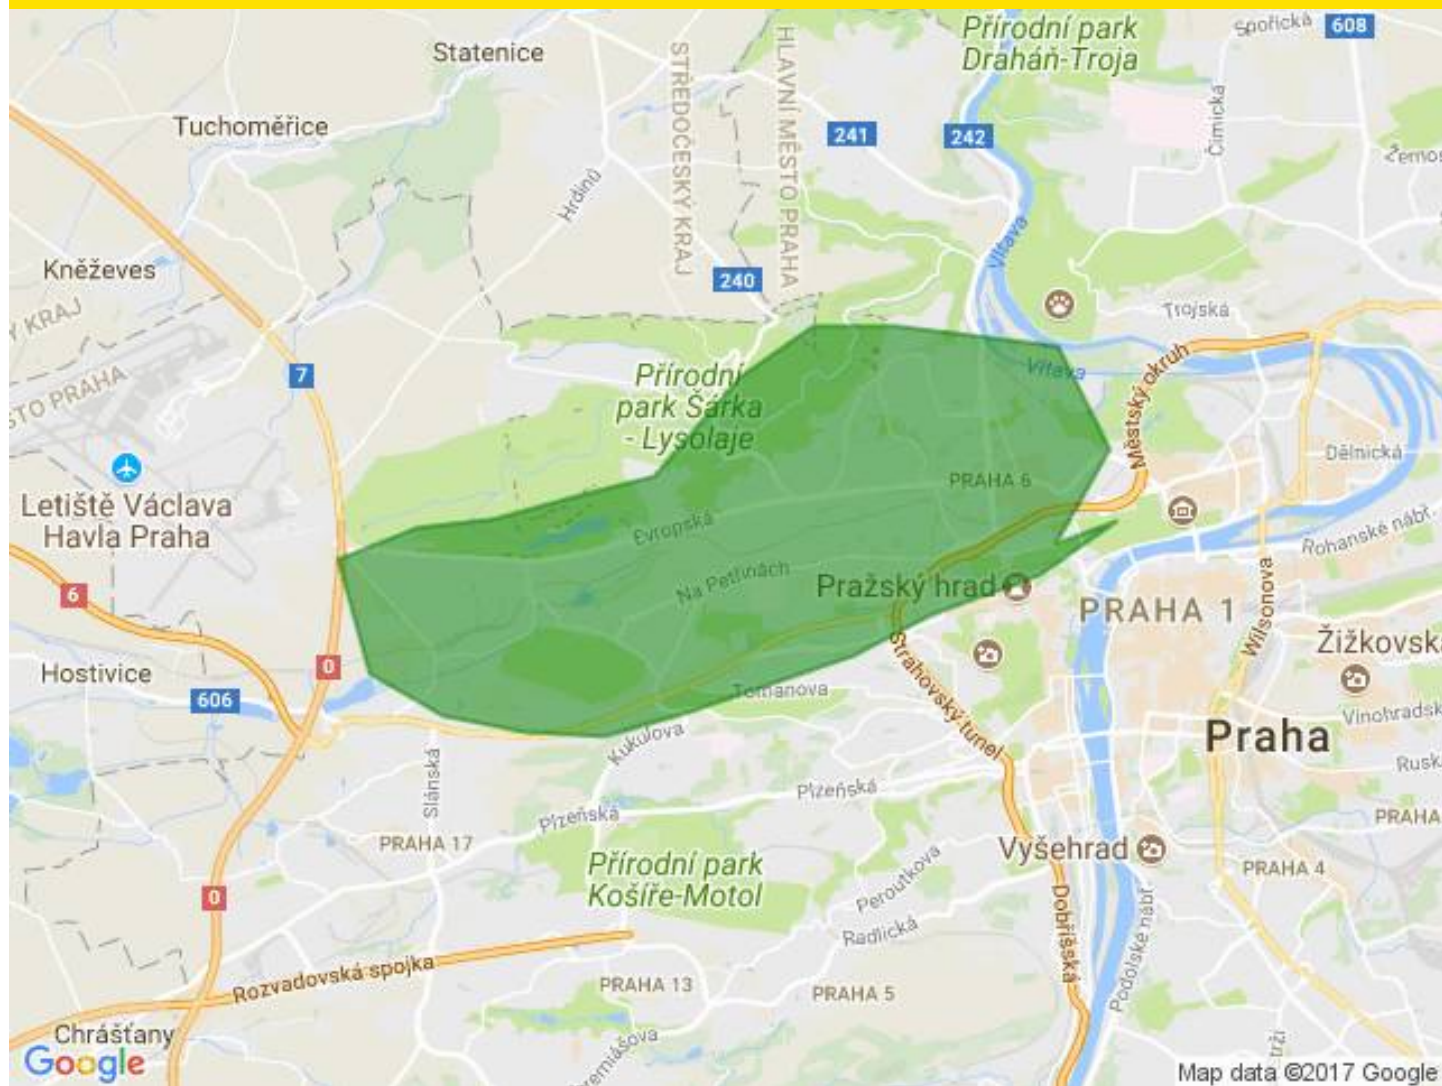 Přírodní park
Draháň-Troja
Spořická
608
Statenice
STŘEDOČESKÝ KRAJ
HLAVNÍ MĚSTO PRAHA
Čimická
Tuchoměřice
241
242
Hrdinů
Vltava
Kněževes
240
Trojská
Ý KRAJ
7
Přírodní
park Šárka
- Lysolaje
Vltava
Městský okruh
STO PRAHA
Dělnická
PRAHA 6
Letiště Václava
Havla Praha
Evropská
Rohanské nábř.
Na Petřinách
Pražský hrad
6
PRAHA 1
Wilsonova
Žižkovská
Hostivice
0
606
Strahovský tunel
Tomanova
Vinohradsk
Praha
Kukulova
Rusk
Slánská
Plzeňská
Plzeňská
PRAHA
PRAHA 17
Vyšehrad
PRAHA 4
Přírodní park
Košíře-Motol
Peroutkova
0
Radlická
Dobříšská
Podolské nábř.
Rozvadovská spojka
PRAHA 13
PRAHA 5
Chrášťany
remiášova
Google
Map data ©2017 Google